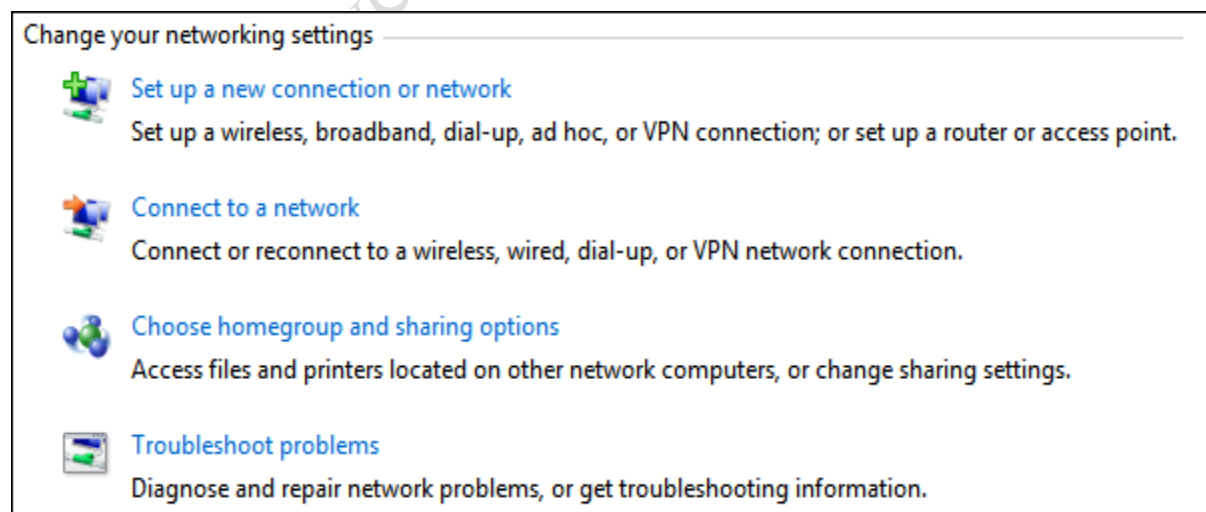 Change your networking settings
Set up a new connection or network
Set up a wireless, broadband, dial-up, ad hoc, or VPN connection; or set up a router or access point.
Connect to a network
Connect or reconnect to a wireless, wired, dial-up, or VPN network connection.
Choose homegroup and sharing options
Access files and printers located on other network computers, or change sharing settings.
Troubleshoot problems
Diagnose and repair network problems, or get troubleshooting information.